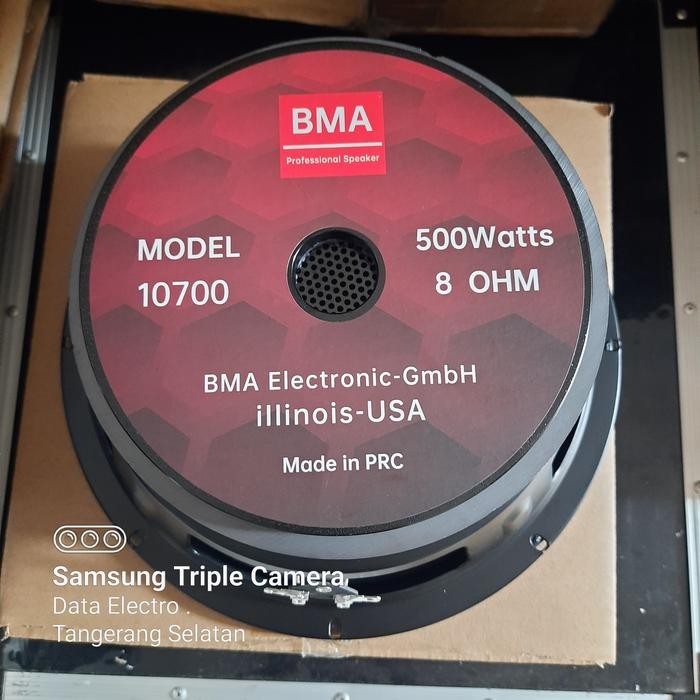 BMA
Professional Speaker
MODEL
10700
500Watts
8 OHM
BMA Electronic-GmbH
illinois-USA
Made in PRC
Samsung Triple Camera
Data Electro .
Tangerang Selatan